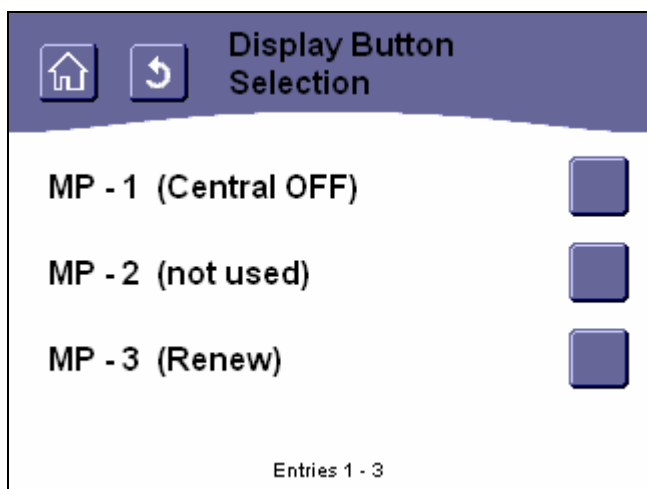 Display Button
Selection
MP - 1 (Central OFF)
MP - 2 (not used)
MP - 3 (Renew)
Entries 1 - 3